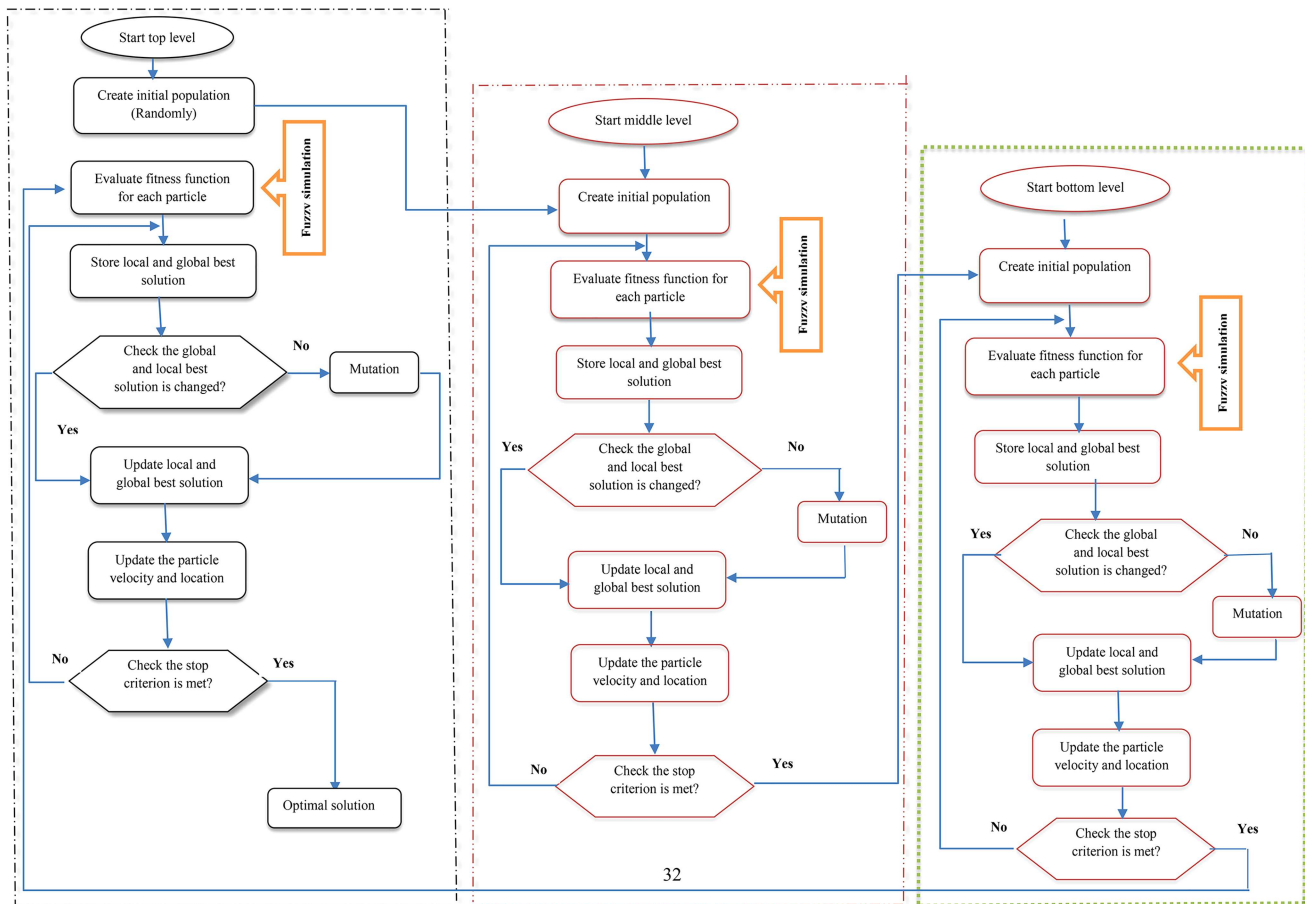 Start top level
Create initial population
(Randomly)
Evaluate fitness function
for each particle
Fuzzy simulation
Store local and global best
solution
Check the global
and local best
solution is changed?
No
Mutation
Yes
Update local and
global best solution
Update the particle
velocity and location
No
Check the stop
criterion is met?
Yes
Optimal solution
Start middle level
Create initial population
Evaluate fitness function for
each particle
Fuzzy simulation
Store local and global best
solution
Yes
Check the global
and local best
solution is changed?
No
Mutation
Update local and
global best solution
Update the particle
velocity and location
No
Check the stop
criterion is met?
Yes
Start bottom level
Create initial population
Evaluate fitness function for
each particle
Fuzzy simulation
Store local and global best
solution
Yes
Check the global
and local best
solution is changed?
No
Mutation
Update local and
global best solution
Update the particle
velocity and location
No
Check the stop
criterion is met?
Yes
32